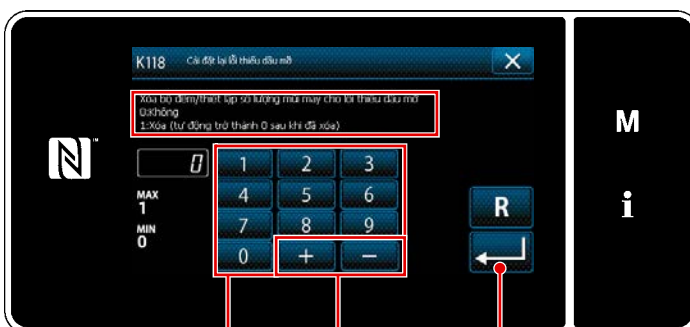 K118 Cài đặt lại lỗi thiếu dầu mỡ
Xóa bộ đếm/thiết lập số lượng mũi may cho lỗi thiếu dầu mỡ
0:Không
1:Xóa (tự động trở thành 0 sau khi đã xóa)
0
MAX
1
MIN
0
1 2 3
4 5 6
7 8 9
0 + −
R
M
i
N